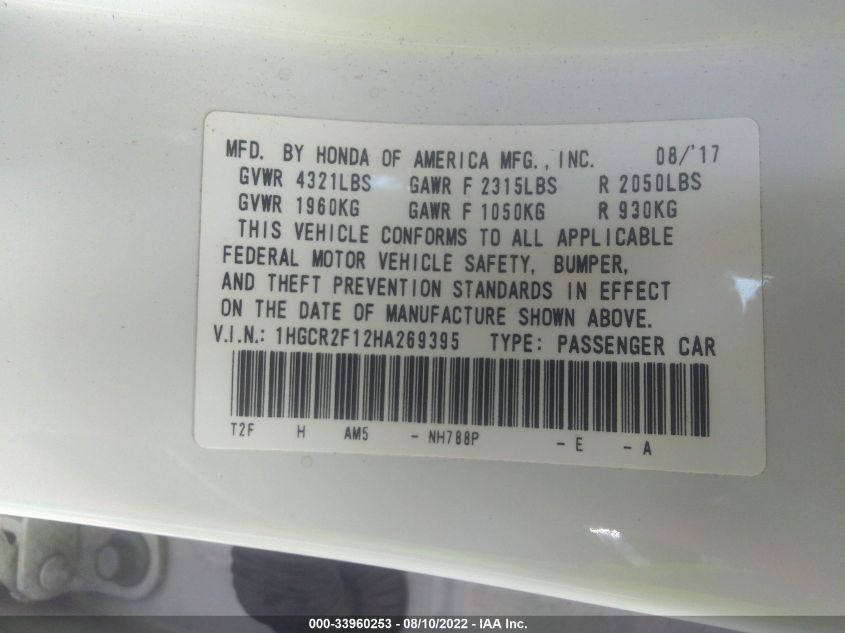 MFD. BY HONDA OF AMERICA MFG., INC. 08/'17
GVWR 4321LBS GAWR F 2315LBS R 2050LBS
GVWR 1960KG GAWR F 1050KG R 930KG
THIS VEHICLE CONFORMS TO ALL APPLICABLE
FEDERAL MOTOR VEHICLE SAFETY, BUMPER,
AND THEFT PREVENTION STANDARDS IN EFFECT
ON THE DATE OF MANUFACTURE SHOWN ABOVE.
V.I.N.: 1HGCR2F12HA269395 TYPE: PASSENGER CAR
T2F H AM5 - NH788P - E - A
000-33960253 - 08/10/2022 - IAA Inc.